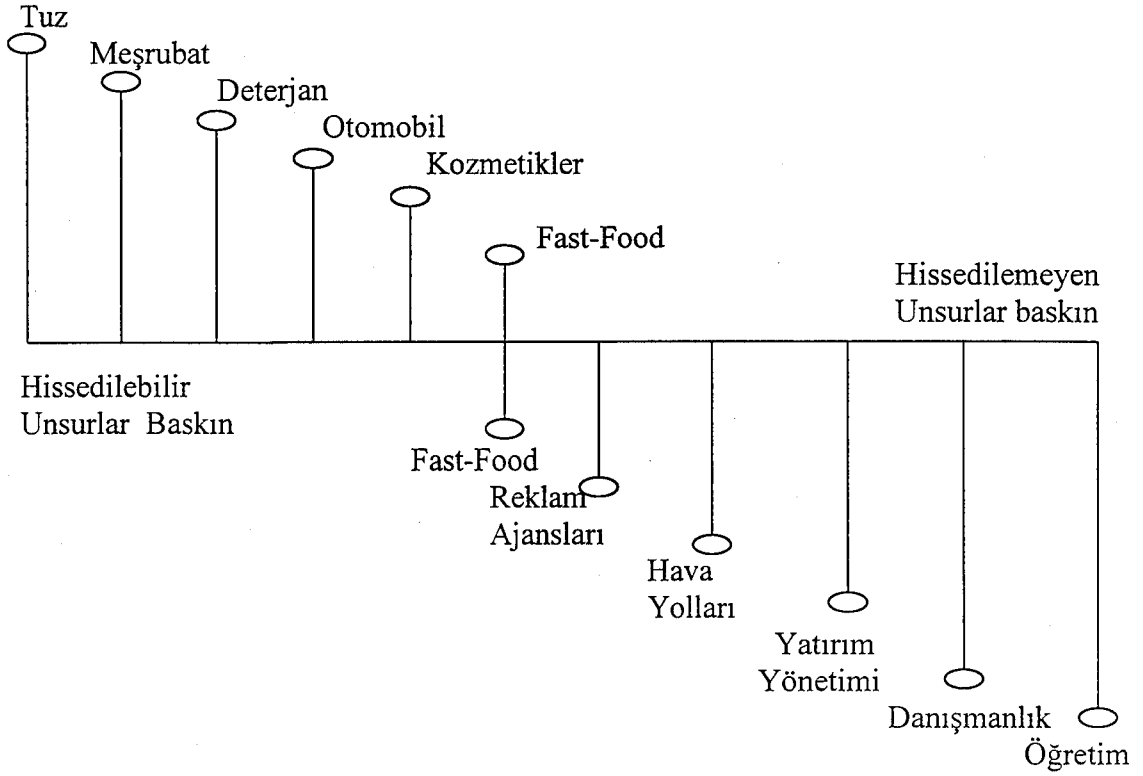 Tuz
Meşrubat
Deterjan
Otomobil
Kozmetikler
Fast-Food
Hissedilemeyen
Unsurlar baskın
Hissedilebilir
Unsurlar Baskın
Fast-Food
Reklam
Ajansları
Hava
Yolları
Yatırım
Yönetimi
Danışmanlık
Öğretim